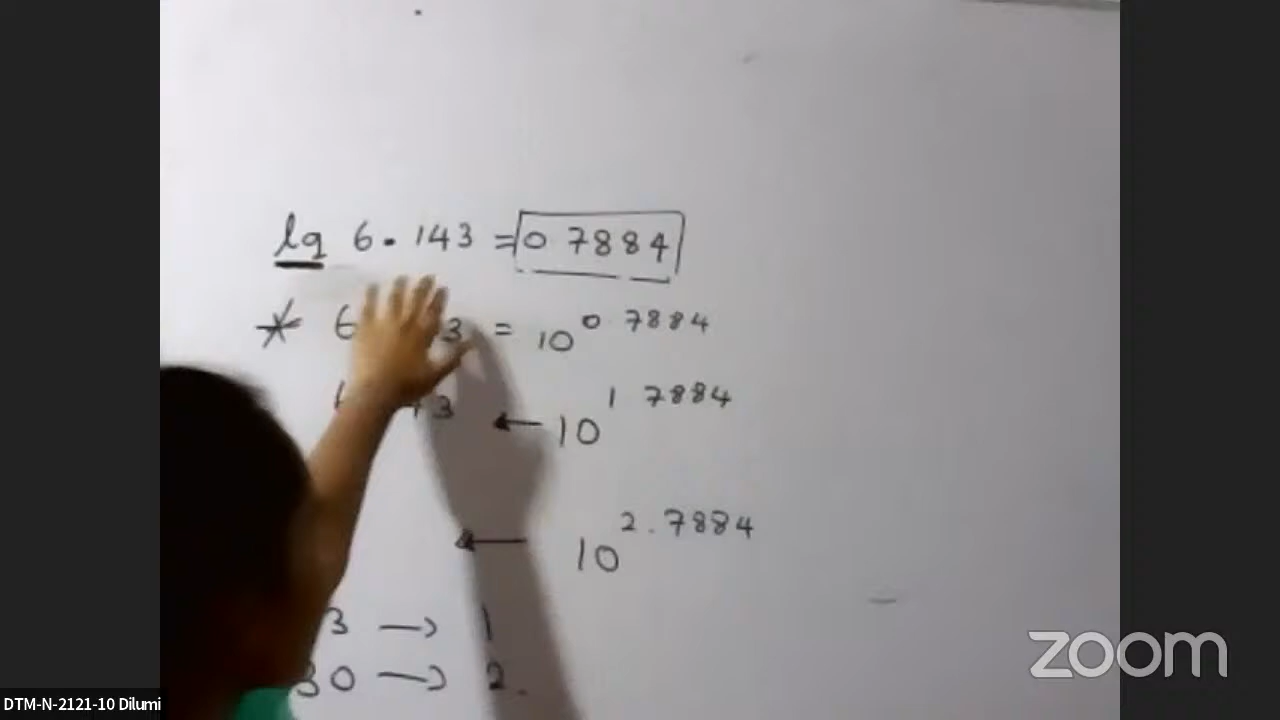 lg 6.143 = 0.7884
* 6 3 = 10^0.7884
43 ← 10^1 7884
← 10^2.7884
3 → 1
30 → 2.
zoom
DTM-N-2121-10 Dilumi